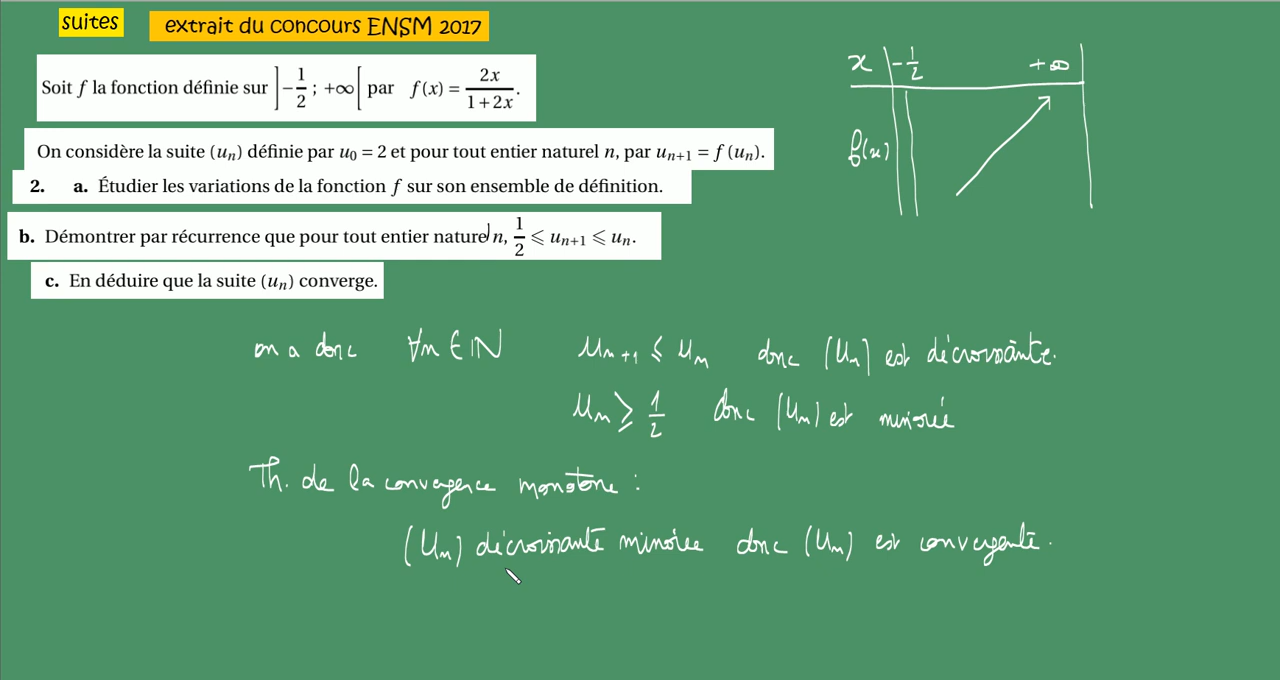 suites
extrait du concours ENSM 2017
Soit f la fonction définie sur ]−1/2 ; +∞[ par f(x) = 2x/(1+2x).
On considère la suite (uₙ) définie par u₀ = 2 et pour tout entier naturel n, par uₙ₊₁ = f(uₙ).
2. a. Étudier les variations de la fonction f sur son ensemble de définition.
b. Démontrer par récurrence que pour tout entier naturel n, 1/2 ⩽ uₙ₊₁ ⩽ uₙ.
c. En déduire que la suite (uₙ) converge.
x -1/2 +∞
f(x)
on a donc ∀n ∈ ℕ uₙ₊₁ ≤ uₙ donc (uₙ) est décroissante.
uₙ ≥ 1/2 donc (uₙ) est minorée
Th. de la convergence monotone :
(uₙ) décroissante minorée donc (uₙ) est convergente.